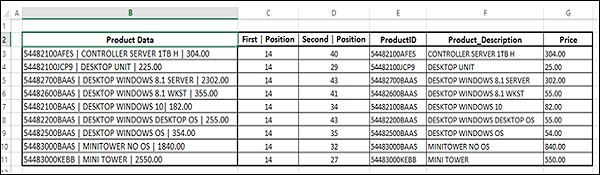 B C D E F G
1
2 Product Data First | Position Second | Position ProductID Product_Description Price
3 54482100AFES | CONTROLLER SERVER 1TB H | 304.00 14 40 54482100AFES CONTROLLER SERVER 1TB H 304.00
4 54482100JCP9 | DESKTOP UNIT | 225.00 14 29 54482100JCP9 DESKTOP UNIT 25.00
5 54482700BAAS | DESKTOP WINDOWS 8.1 SERVER | 2302.00 14 43 54482700BAAS DESKTOP WINDOWS 8.1 SERVER 302.00
6 54482600BAAS | DESKTOP WINDOWS 8.1 WKST | 355.00 14 41 54482600BAAS DESKTOP WINDOWS 8.1 WKST 55.00
7 54482100BAAS | DESKTOP WINDOWS 10| 182.00 14 34 54482100BAAS DESKTOP WINDOWS 10 82.00
8 54482200BAAS | DESKTOP WINDOWS DESKTOP OS | 255.00 14 43 54482200BAAS DESKTOP WINDOWS DESKTOP OS 55.00
9 54482500BAAS | DESKTOP WINDOWS OS | 354.00 14 35 54482500BAAS DESKTOP WINDOWS OS 54.00
10 54483000BAAS | MINITOWER NO OS | 1840.00 14 32 54483000BAAS MINITOWER NO OS 840.00
11 54483000KEBB | MINI TOWER | 2550.00 14 27 54483000KEBB MINI TOWER 550.00